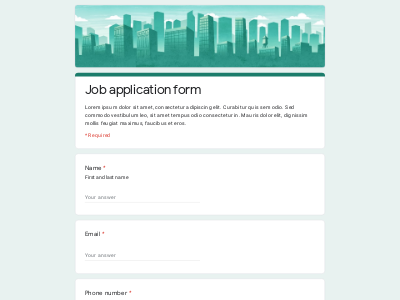 Job application form
Lorem ipsum dolor sit amet, consectetur adipiscing elit. Curabitur quis sem odio. Sed
commodo vestibulum leo, sit amet tempus odio consectetur in. Mauris dolor elit, dignissim
mollis feugiat maximus, faucibus et eros.
* Required
Name *
First and last name
Your answer
Email *
Your answer
Phone number *